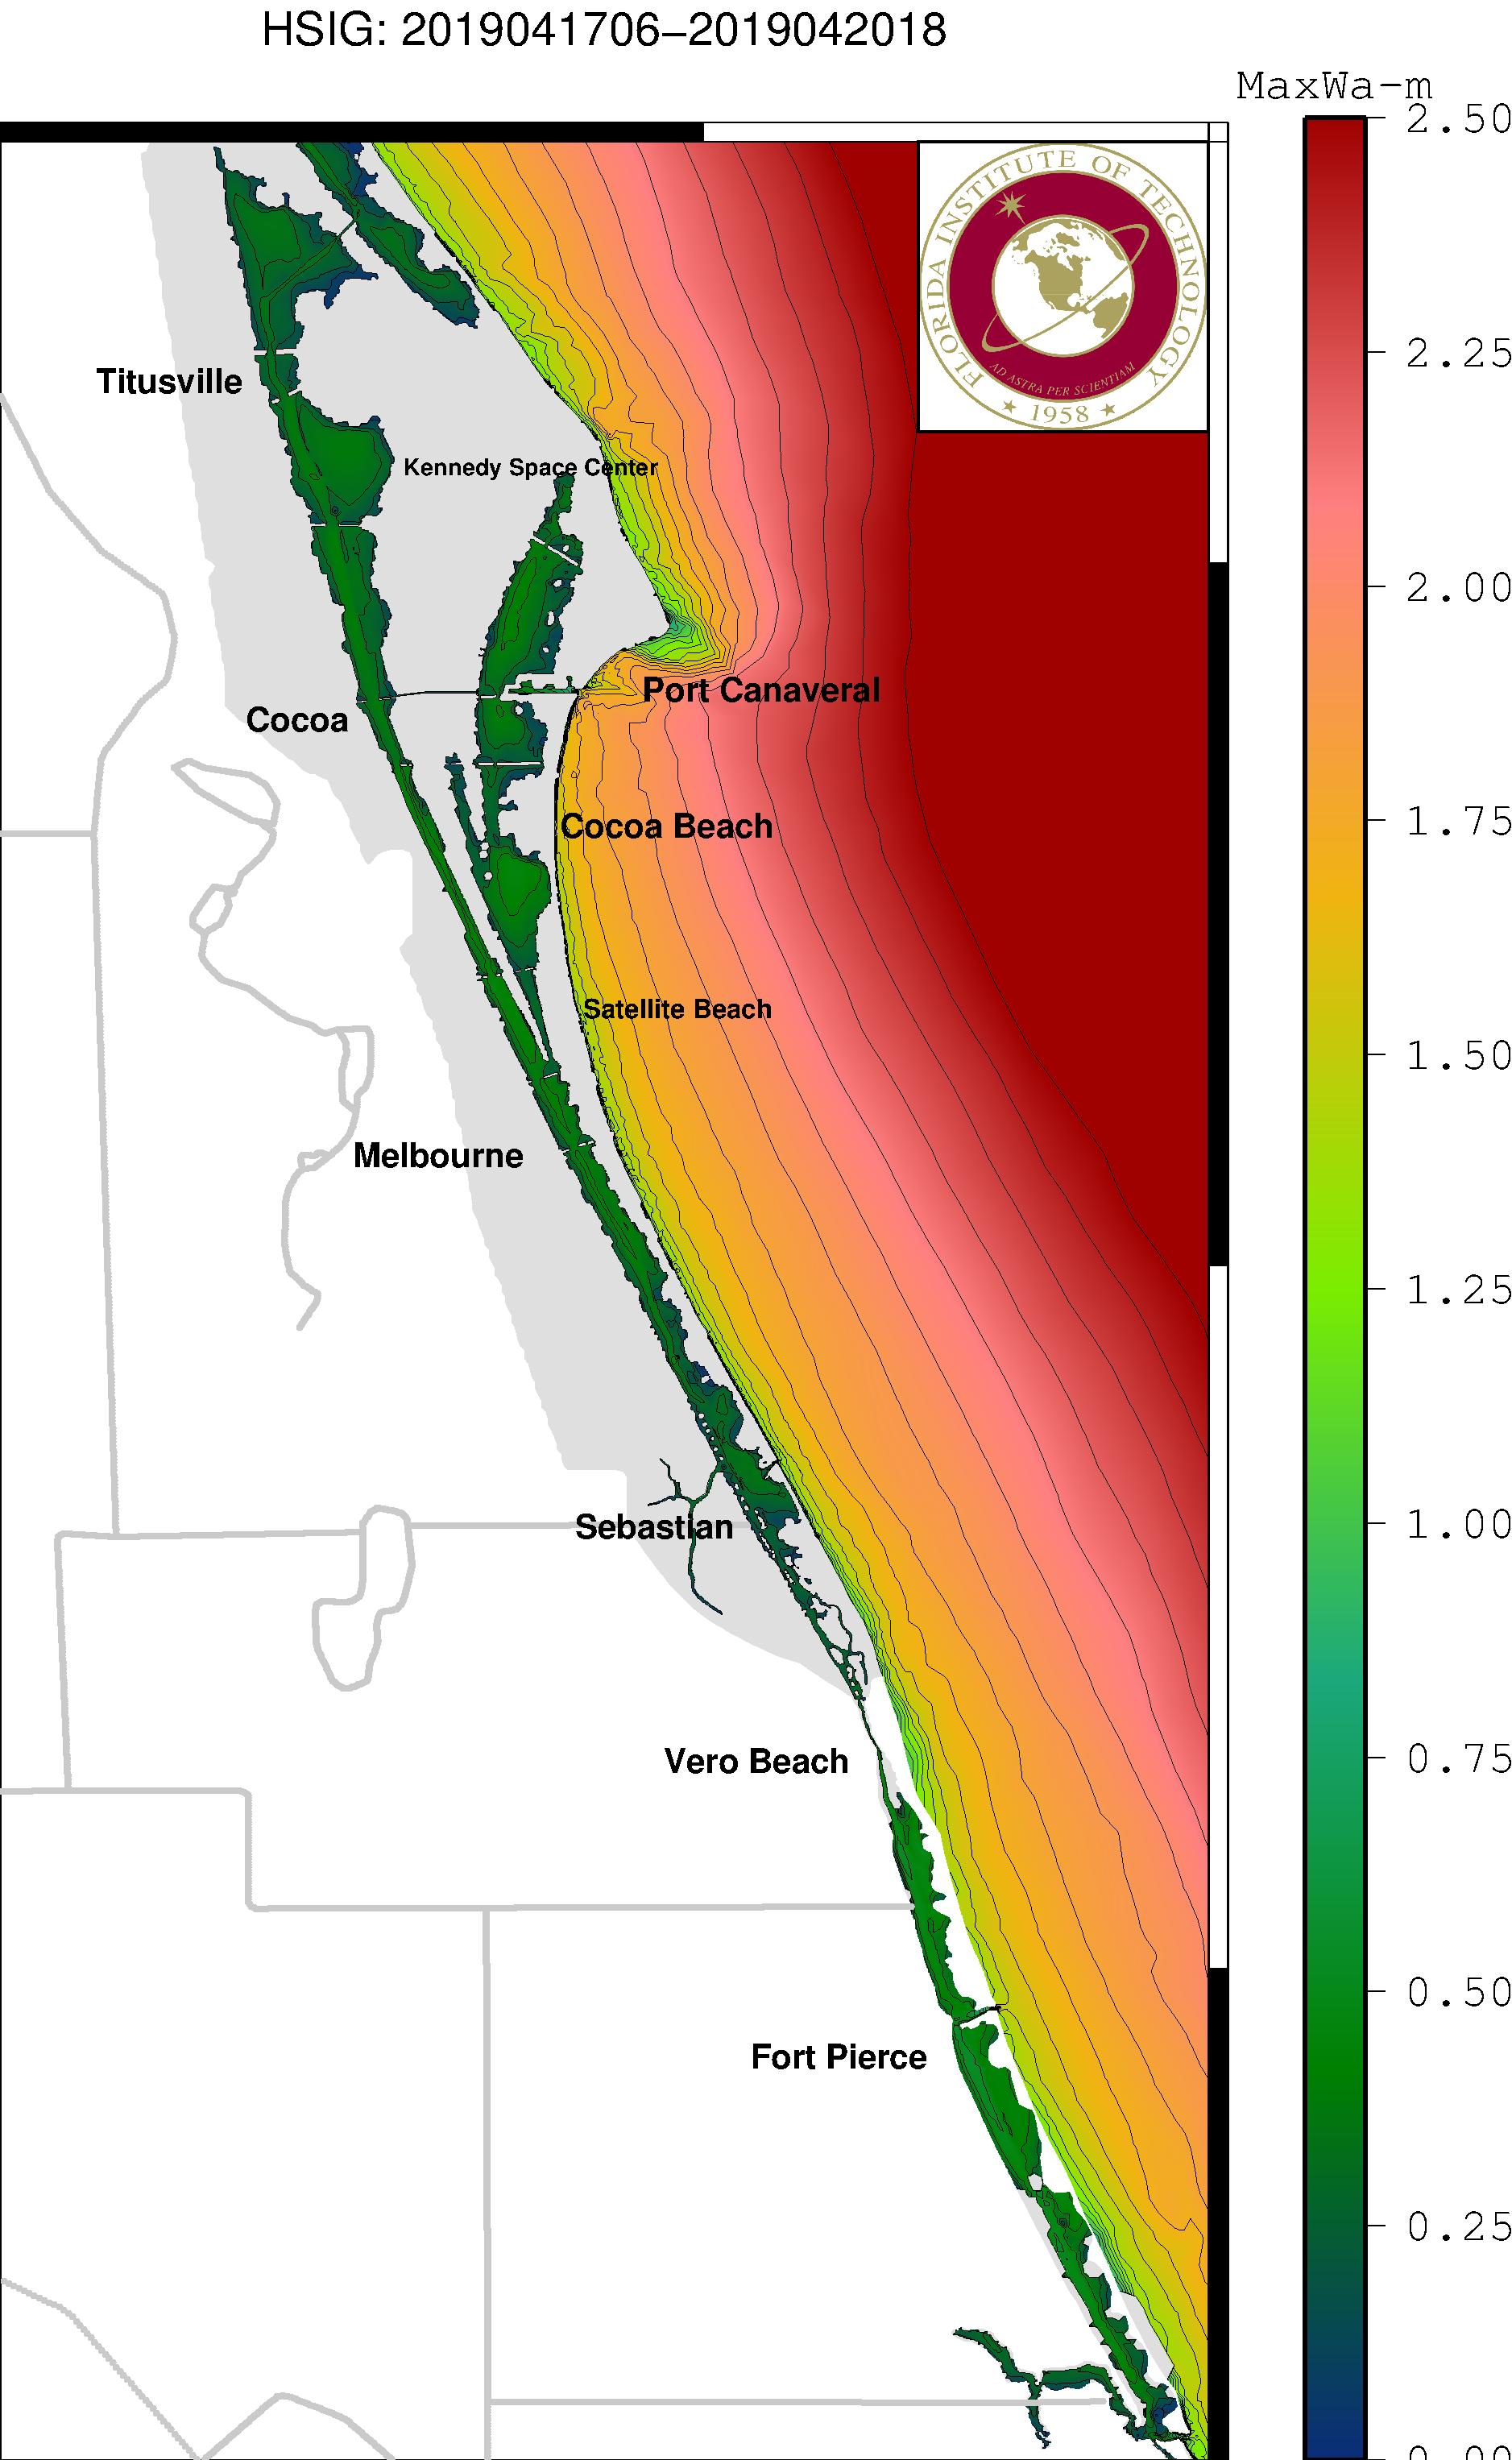 HSIG: 2019041706–2019042018
MaxWa-m
2.50
2.25
2.00
1.75
1.50
1.25
1.00
0.75
0.50
0.25
0.00
FLORIDA INSTITUTE OF TECHNOLOGY
AD ASTRA PER SCIENTIAM
★ 1958 ★
Titusville
Kennedy Space Center
Port Canaveral
Cocoa
Cocoa Beach
Satellite Beach
Melbourne
Sebastian
Vero Beach
Fort Pierce